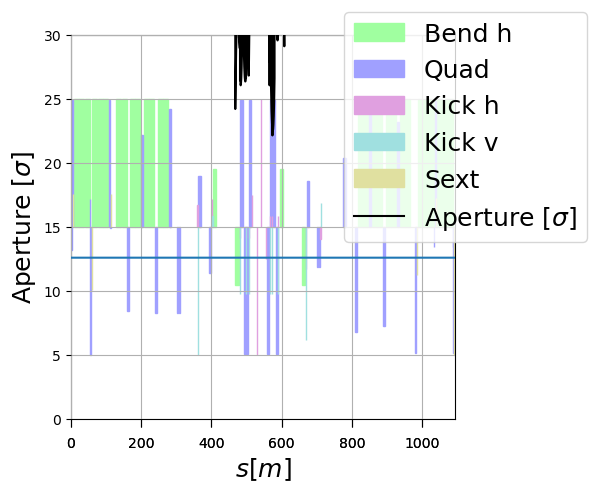 Bend h
Quad
Kick h
Kick v
Sext
Aperture [σ]
Aperture [σ]
30
25
20
15
10
5
0
0 200 400 600 800 1000
s[m]